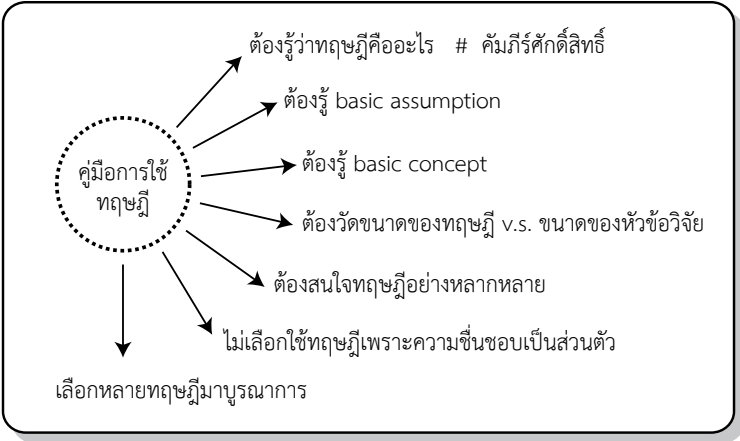 ต้องรู้ว่าทฤษฎีคืออะไร # คัมภีร์ศักดิ์สิทธิ์
ต้องรู้ basic assumption
คู่มือการใช้
ทฤษฎี
ต้องรู้ basic concept
ต้องวัดขนาดของทฤษฎี v.s. ขนาดของหัวข้อวิจัย
ต้องสนใจทฤษฎีอย่างหลากหลาย
ไม่เลือกใช้ทฤษฎีเพราะความชื่นชอบเป็นส่วนตัว
เลือกหลายทฤษฎีมาบูรณาการ